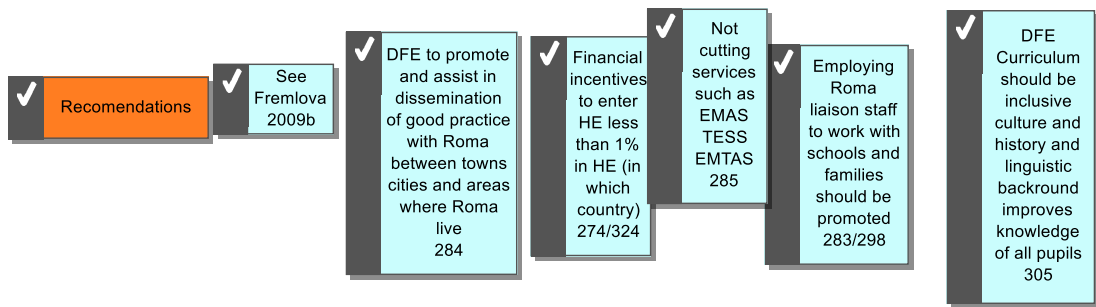 Recomendations
See
Fremlova
2009b
DFE to promote
and assist in
dissemination
of good practice
with Roma
between towns
cities and areas
where Roma
live
284
Financial
incentives
to enter
HE less
than 1%
in HE (in
which
country)
274/324
Not
cutting
services
such as
EMAS
TESS
EMTAS
285
Employing
Roma
liaison staff
to work with
schools and
families
should be
promoted
283/298
DFE
Curriculum
should be
inclusive
culture and
history and
linguistic
backround
improves
knowledge
of all pupils
305